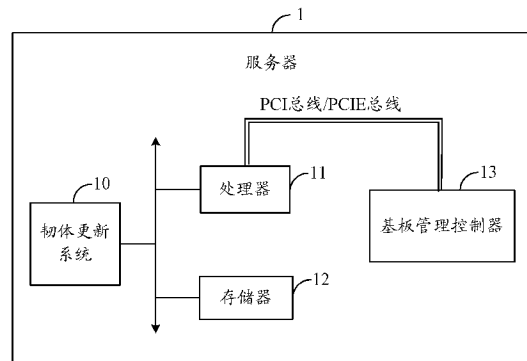 1
服务器
PCI总线/PCIE总线
10
处理器
11
13
韧体更新
系统
基板管理控制器
存储器
12